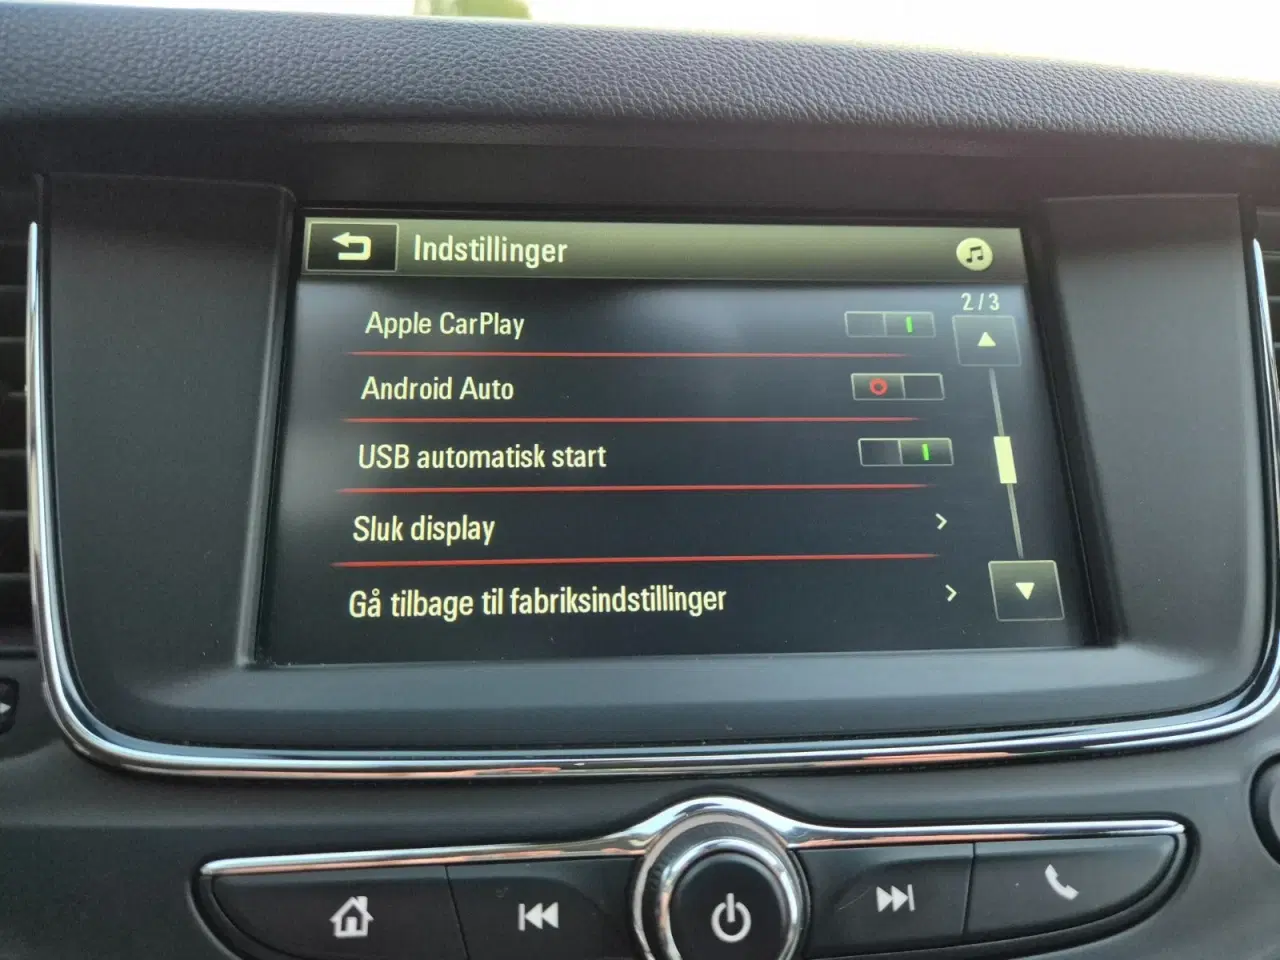 Indstillinger
2/3
Apple CarPlay
Android Auto
USB automatisk start
Sluk display
Gå tilbage til fabriksindstillinger